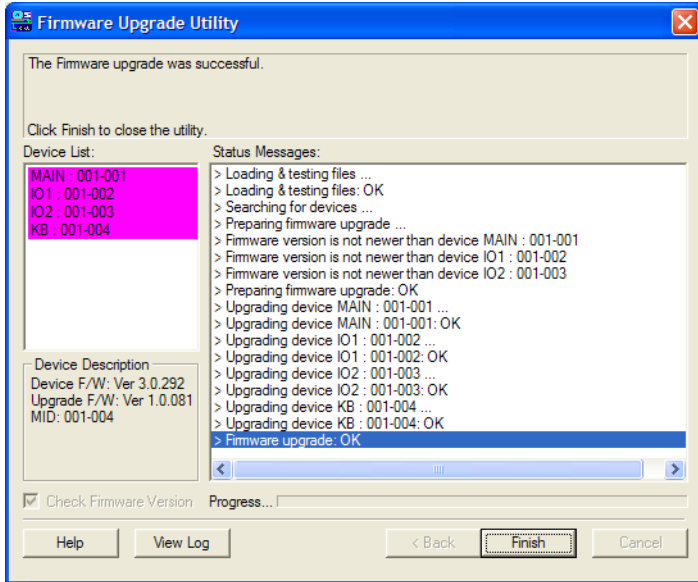 Firmware Upgrade Utility
The Firmware upgrade was successful.
Click Finish to close the utility.
Device List:
MAIN : 001-001
IO1 : 001-002
IO2 : 001-003
KB : 001-004
Status Messages:
> Loading & testing files ...
> Loading & testing files: OK
> Searching for devices ...
> Preparing firmware upgrade ...
> Firmware version is not newer than device MAIN : 001-001
> Firmware version is not newer than device IO1 : 001-002
> Firmware version is not newer than device IO2 : 001-003
> Preparing firmware upgrade: OK
> Upgrading device MAIN : 001-001 ...
> Upgrading device MAIN : 001-001: OK
> Upgrading device IO1 : 001-002 ...
> Upgrading device IO1 : 001-002: OK
> Upgrading device IO2 : 001-003 ...
> Upgrading device IO2 : 001-003: OK
> Upgrading device KB : 001-004 ...
> Upgrading device KB : 001-004: OK
> Firmware upgrade: OK
Device Description
Device F/W: Ver 3.0.292
Upgrade F/W: Ver 1.0.081
MID: 001-004
Check Firmware Version
Progress...
Help
View Log
< Back
Finish
Cancel